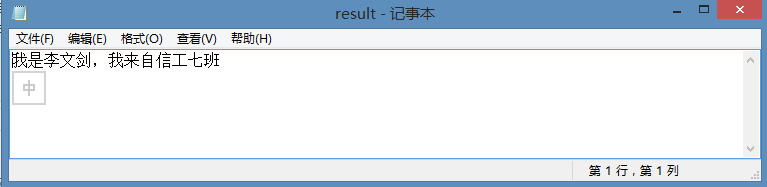 result - 记事本
文件(F) 编辑(E) 格式(O) 查看(V) 帮助(H)
我是李文剑，我来自信工七班
中
第 1 行，第 1 列